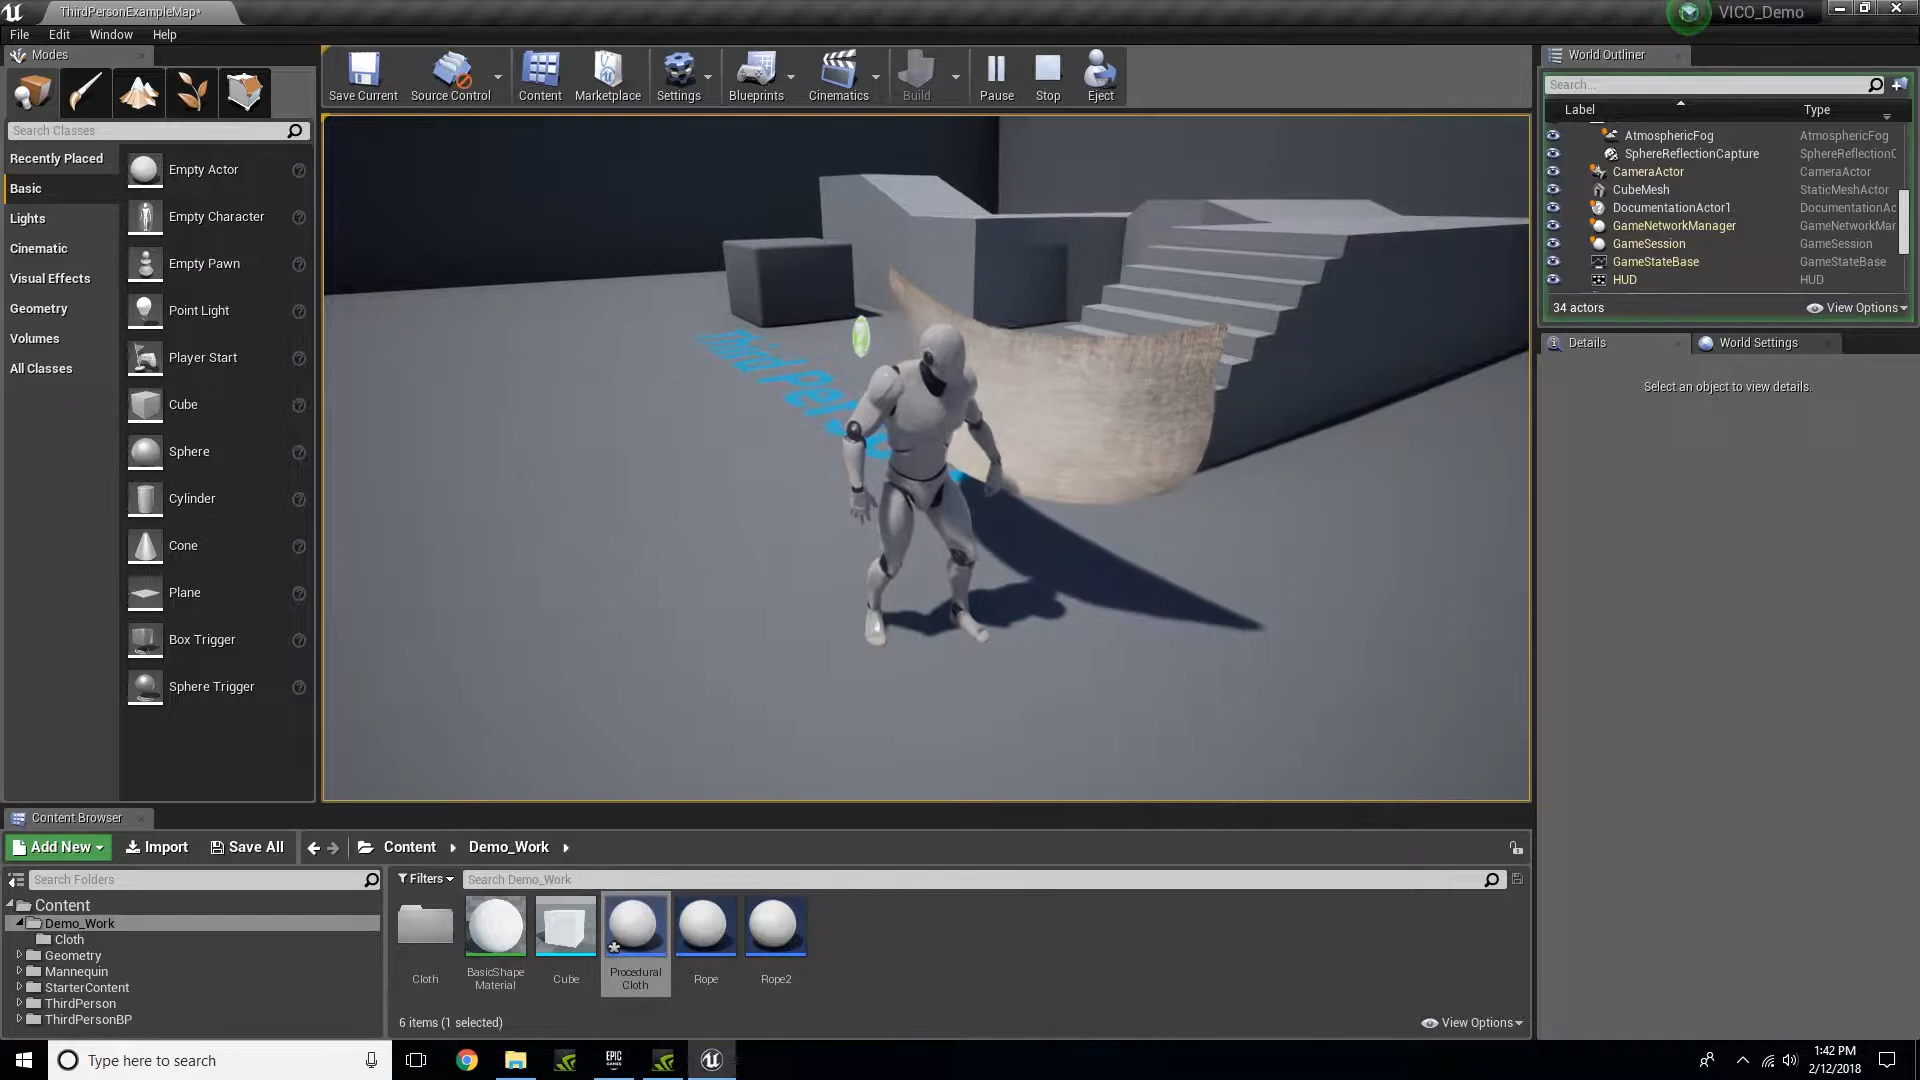 ThirdPersonExampleMap*
VICO_Demo
File Edit Window Help
Modes
Search Classes
Recently Placed
Basic
Lights
Cinematic
Visual Effects
Geometry
Volumes
All Classes
Empty Actor
Empty Character
Empty Pawn
Point Light
Player Start
Cube
Sphere
Cylinder
Cone
Plane
Box Trigger
Sphere Trigger
Save Current Source Control Content Marketplace Settings Blueprints Cinematics Build Pause Stop Eject
Third Per
World Outliner
Search...
Label Type
AtmosphericFog AtmosphericFog
SphereReflectionCapture SphereReflectionC
CameraActor CameraActor
CubeMesh StaticMeshActor
DocumentationActor1 DocumentationAc
GameNetworkManager GameNetworkMar
GameSession GameSession
GameStateBase GameStateBase
HUD HUD
34 actors View Options
Details World Settings
Select an object to view details.
Content Browser
Add New Import Save All Content Demo_Work
Search Folders
Filters Search Demo_Work
Content
Demo_Work
Cloth
Geometry
Mannequin
StarterContent
ThirdPerson
ThirdPersonBP
Cloth
BasicShape
Material
Cube
Procedural
Cloth
Rope
Rope2
6 items (1 selected) View Options
Type here to search
EPIC
GAMES
1:42 PM
2/12/2018